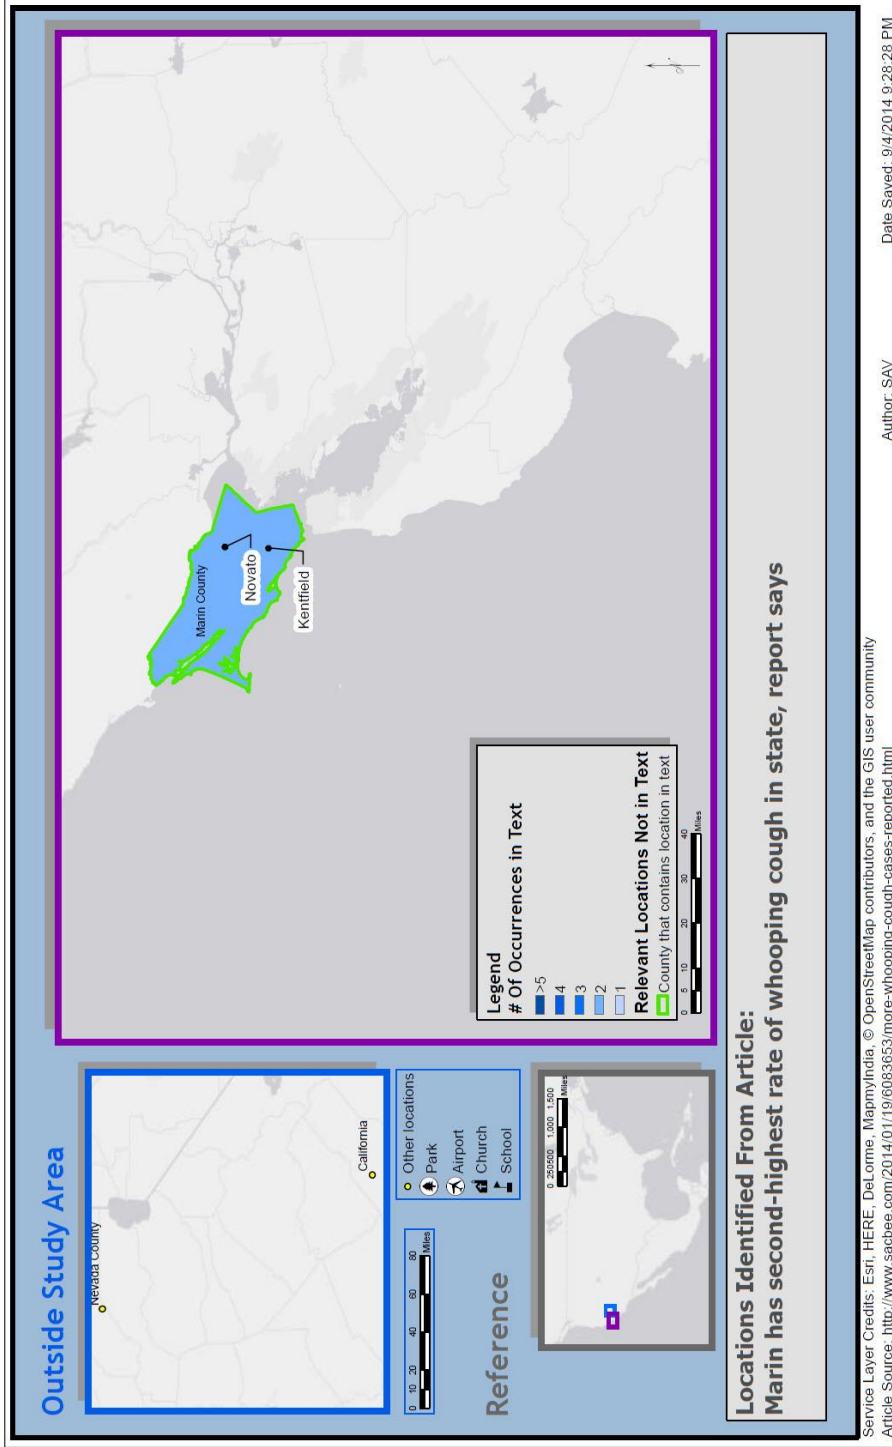 Outside Study Area
Nevada County
California
0 10 20 40 60 80
Miles
Other locations
Park
Airport
Church
School
Reference
0 250500 1,000 1,500
Miles
Marin County
Novato
Kentfield
Legend
# Of Occurrences in Text
>5
4
3
2
1
Relevant Locations Not in Text
County that contains location in text
0 5 10 20 30 40
Miles
Locations Identified From Article:
Marin has second-highest rate of whooping cough in state, report says
Service Layer Credits: Esri, HERE, DeLorme, MapmyIndia, © OpenStreetMap contributors, and the GIS user community
Article Source: http://www.sacbee.com/2014/01/19/6083653/more-whooping-cough-cases-reported.html
Author: SAV
Date Saved: 9/4/2014 9:28:28 PM